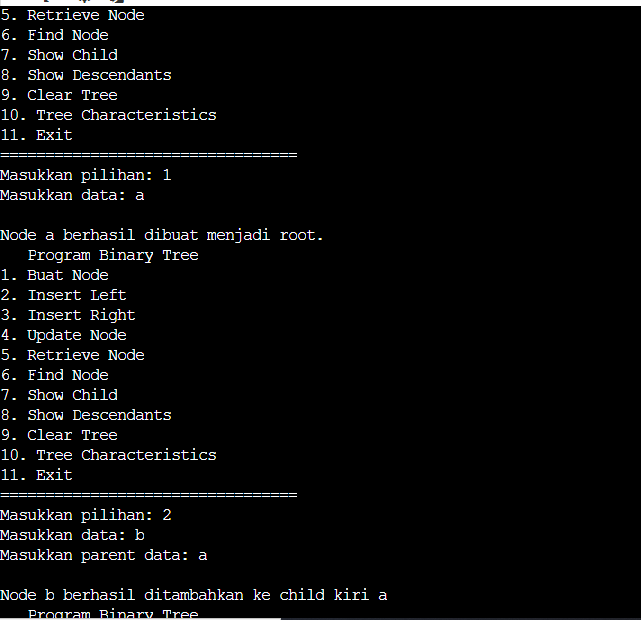 5. Retrieve Node
6. Find Node
7. Show Child
8. Show Descendants
9. Clear Tree
10. Tree Characteristics
11. Exit
=================================
Masukkan pilihan: 1
Masukkan data: a
Node a berhasil dibuat menjadi root.
Program Binary Tree
1. Buat Node
2. Insert Left
3. Insert Right
4. Update Node
5. Retrieve Node
6. Find Node
7. Show Child
8. Show Descendants
9. Clear Tree
10. Tree Characteristics
11. Exit
=================================
Masukkan pilihan: 2
Masukkan data: b
Masukkan parent data: a
Node b berhasil ditambahkan ke child kiri a
Program Binary Tree